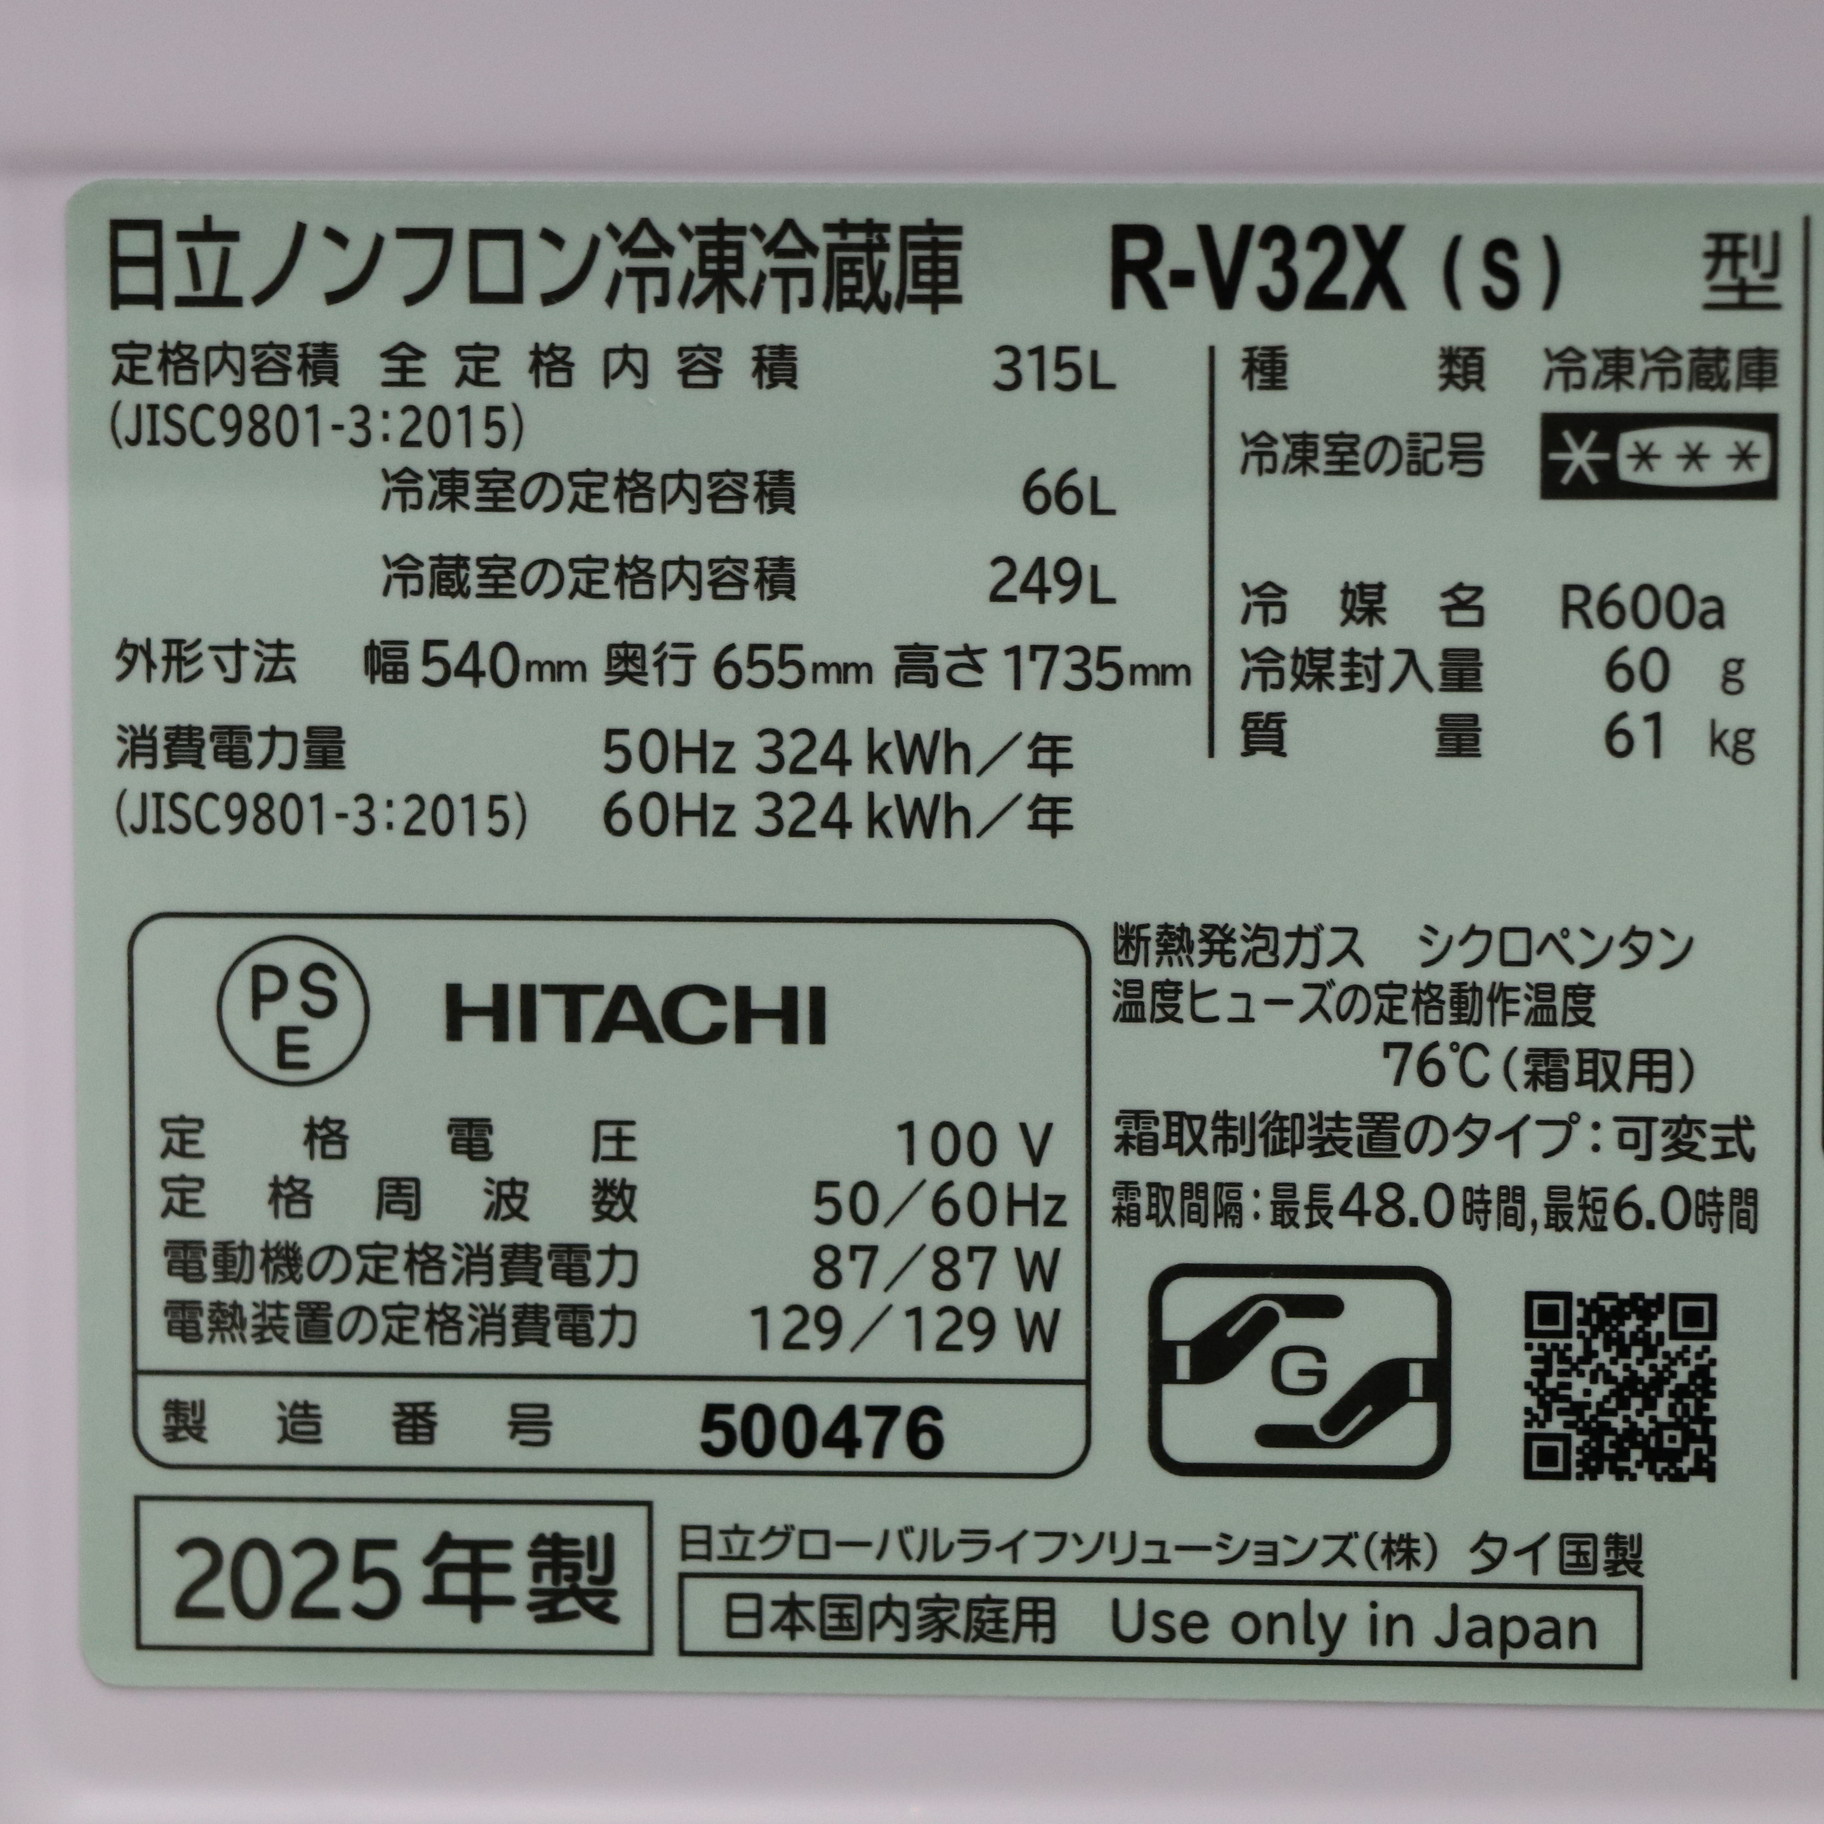 日立ノンフロン冷凍冷蔵庫 R-V32X (S) 型
定格内容積 全定格内容積 315L
(JISC9801-3:2015)
冷凍室の定格内容積 66L
冷蔵室の定格内容積 249L
外形寸法 幅540mm 奥行655mm 高さ1735mm
消費電力量 50Hz 324kWh/年
(JISC9801-3:2015) 60Hz 324kWh/年
種類 冷凍冷蔵庫
冷凍室の記号 ****
冷媒名 R600a
冷媒封入量 60 g
質量 61 kg
PSE HITACHI
定格電圧 100 V
定格周波数 50/60Hz
電動機の定格消費電力 87/87 W
電熱装置の定格消費電力 129/129 W
製造番号 500476
断熱発泡ガス シクロペンタン
温度ヒューズの定格動作温度
76℃(霜取用)
霜取制御装置のタイプ:可変式
霜取間隔:最長48.0時間,最短6.0時間
G
2025年製
日立グローバルライフソリューションズ(株) タイ国製
日本国内家庭用 Use only in Japan